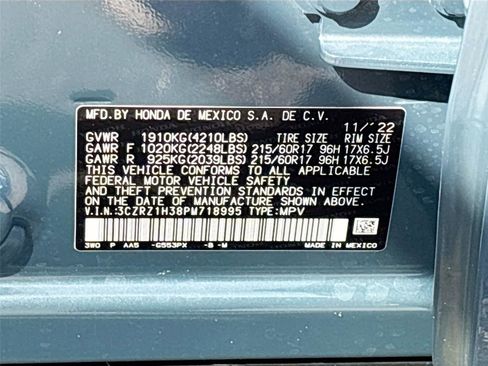 MFD.BY HONDA DE MEXICO S.A. DE C.V.
11/'22
GVWR 1910KG(4210LBS) TIRE SIZE RIM SIZE
GAWR F 1020KG(2248LBS) 215/60R17 96H 17X6.5J
GAWR R 925KG(2039LBS) 215/60R17 96H 17X6.5J
THIS VEHICLE CONFORMS TO ALL APPLICABLE
FEDERAL MOTOR VEHICLE SAFETY
AND THEFT PREVENTION STANDARDS IN EFFECT
ON THE DATE OF MANUFACTURE SHOWN ABOVE.
V.I.N.:3CZRZ1H38PM718995 TYPE:MPV
3W0 P AA5 -G553PX -B -M MADE IN MEXICO